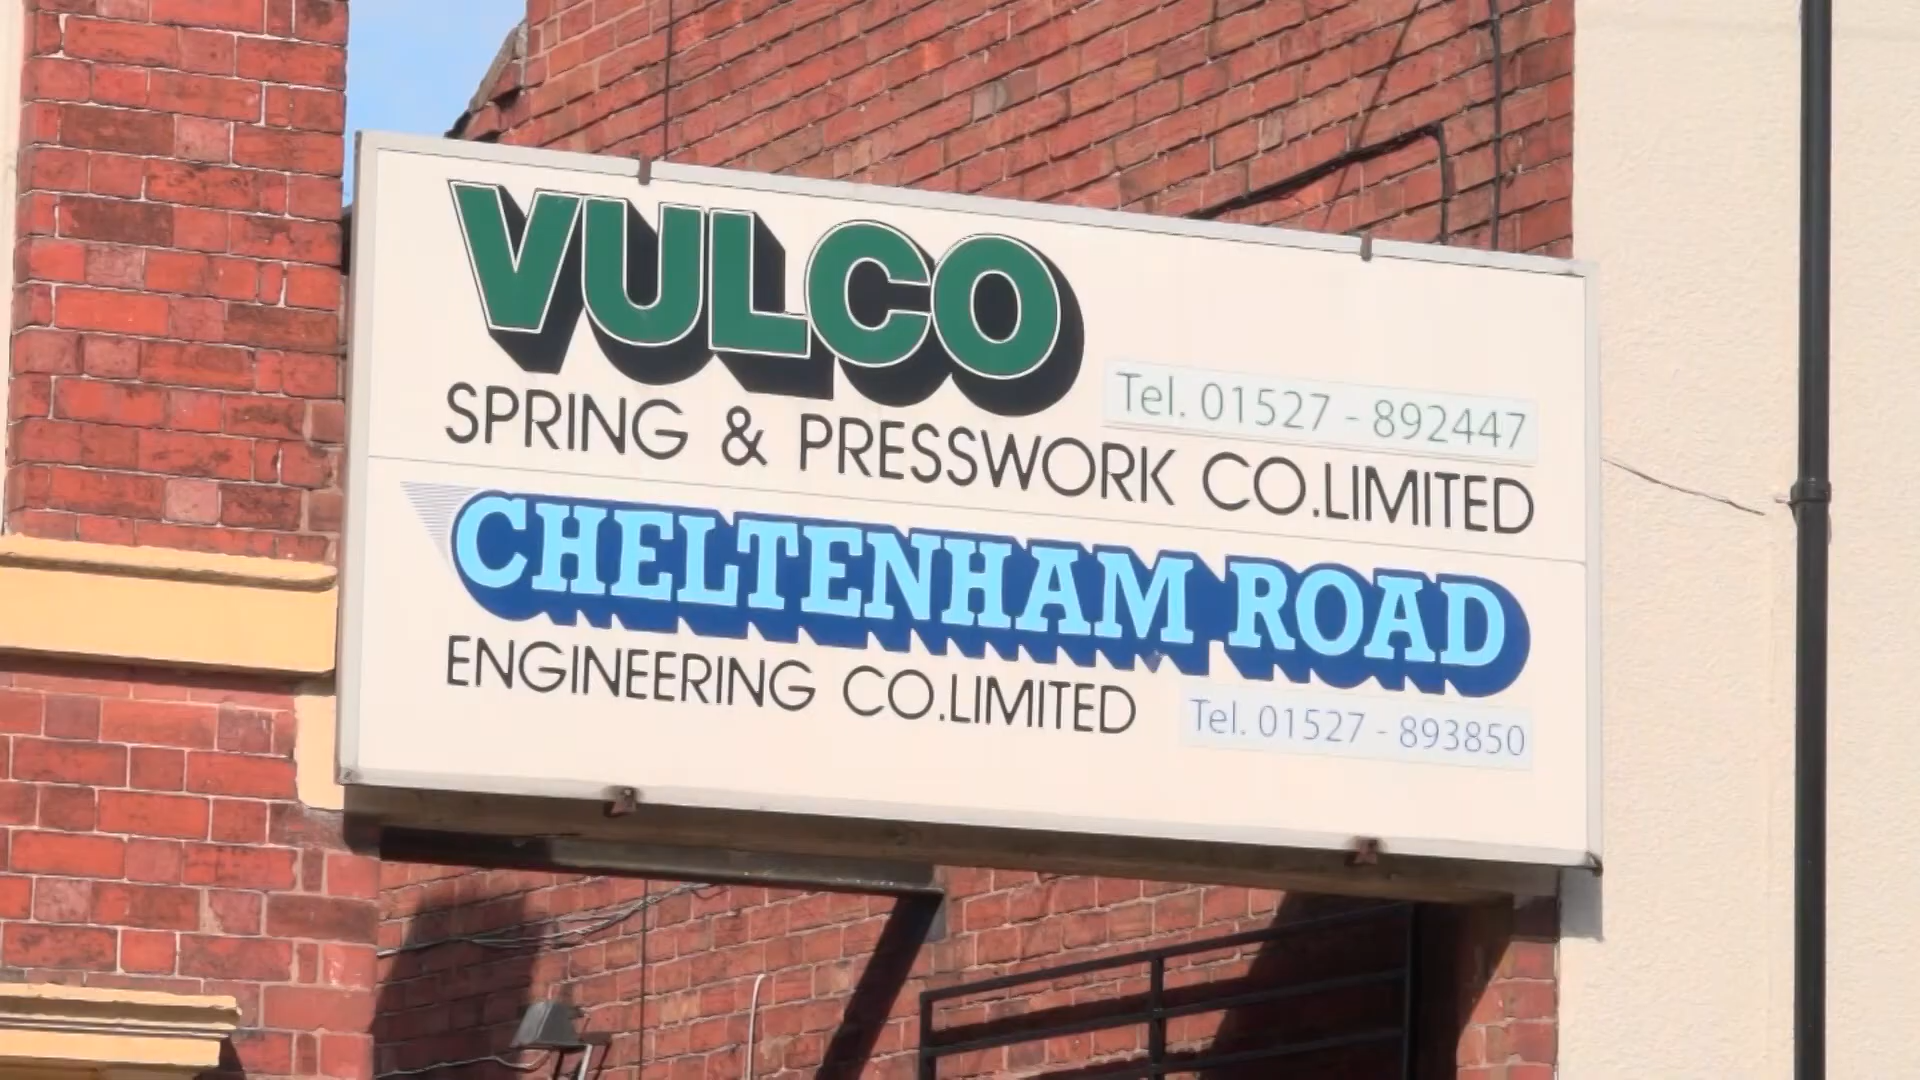 VULCO
Tel. 01527 - 892447
SPRING & PRESSWORK CO.LIMITED
CHELTENHAM ROAD
ENGINEERING CO.LIMITED
Tel. 01527 - 893850